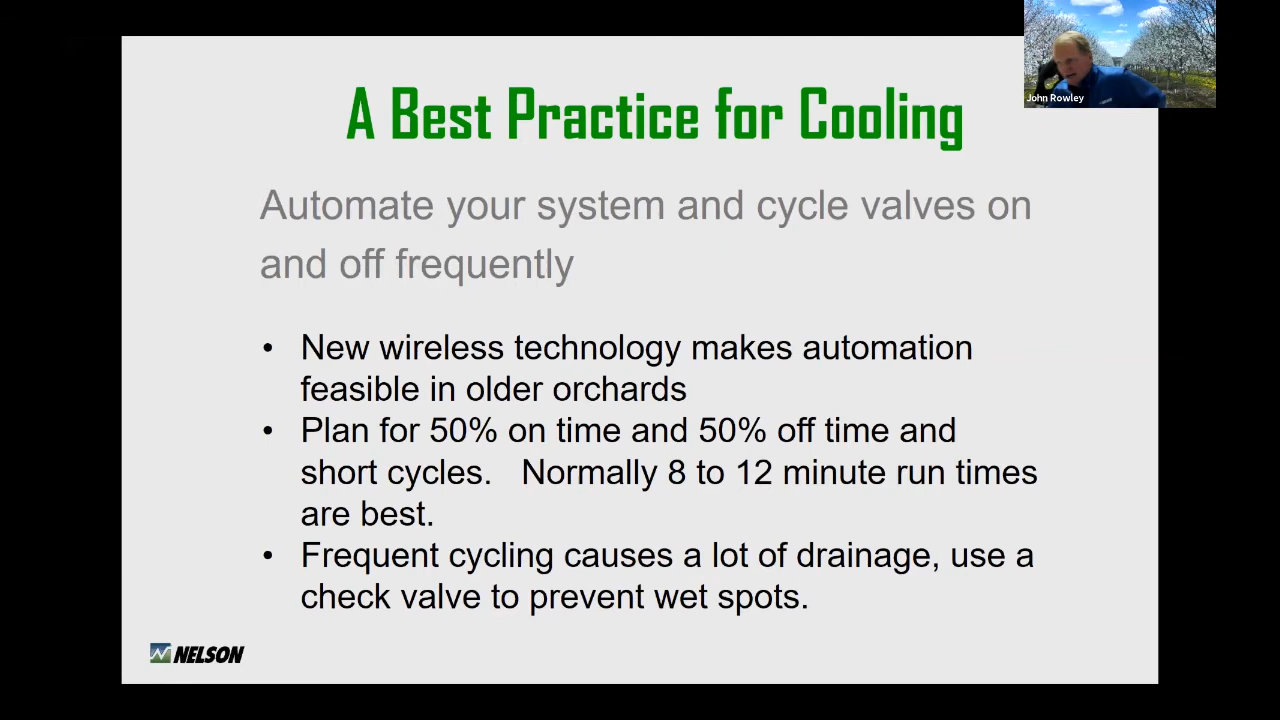 John Rowley
A Best Practice for Cooling
Automate your system and cycle valves on
and off frequently
• New wireless technology makes automation
feasible in older orchards
• Plan for 50% on time and 50% off time and
short cycles. Normally 8 to 12 minute run times
are best.
• Frequent cycling causes a lot of drainage, use a
check valve to prevent wet spots.
NELSON